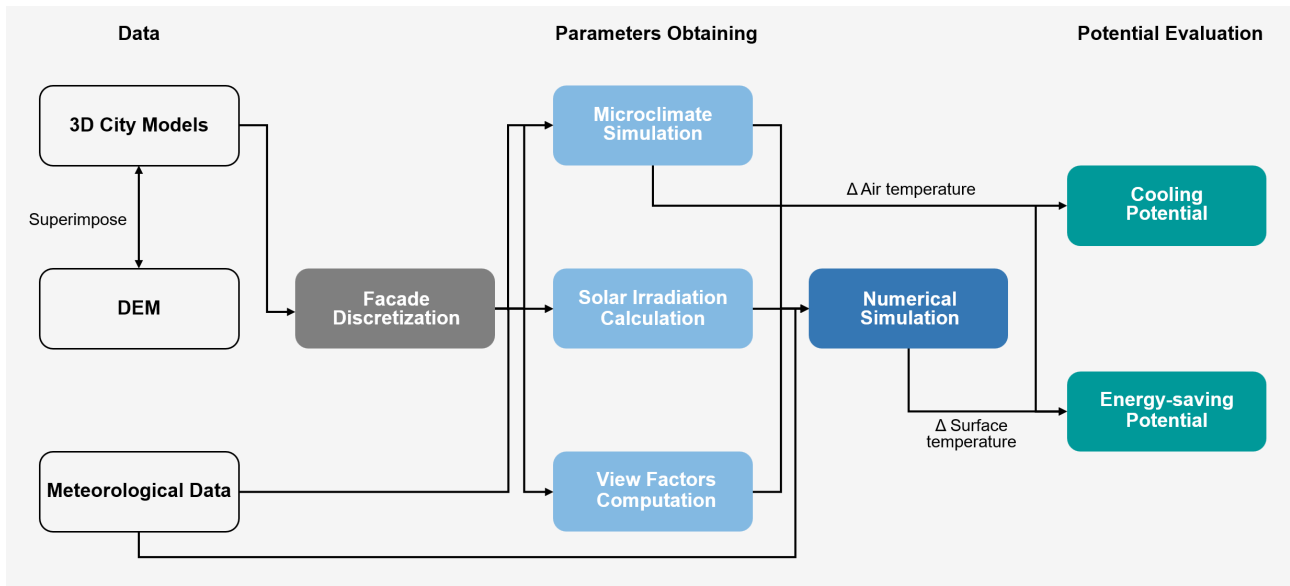 Data
Parameters Obtaining
Potential Evaluation
3D City Models
Superimpose
DEM
Meteorological Data
Facade
Discretization
Microclimate
Simulation
Solar Irradiation
Calculation
View Factors
Computation
Δ Air temperature
Numerical
Simulation
Δ Surface
temperature
Cooling
Potential
Energy-saving
Potential